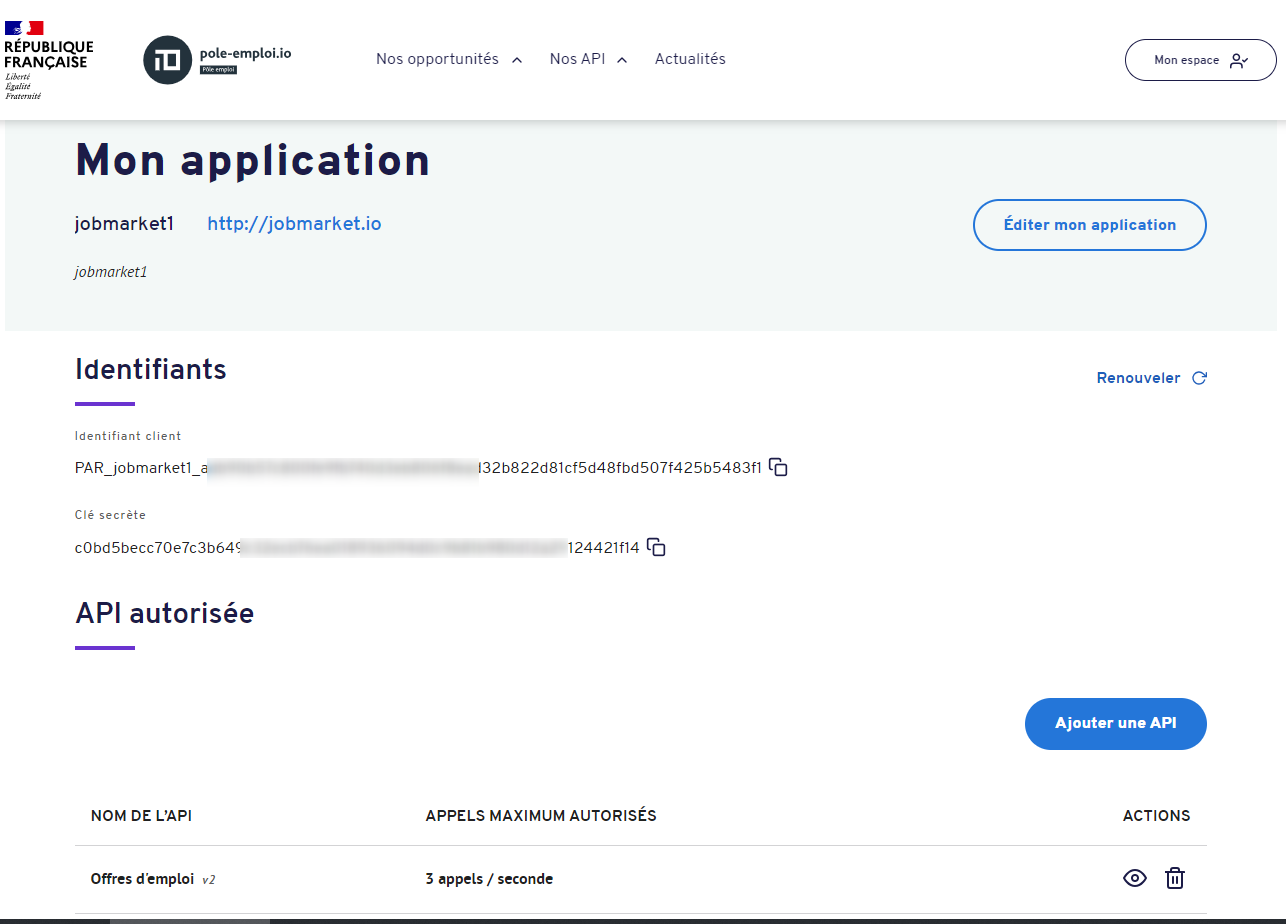 RÉPUBLIQUE
FRANÇAISE
Liberté
Égalité
Fraternité
pole-emploi.io
Pôle emploi
Nos opportunités
Nos API
Actualités
Mon espace
Mon application
jobmarket1 http://jobmarket.io
Éditer mon application
jobmarket1
Identifiants
Renouveler
Identifiant client
PAR_jobmarket1_a 32b822d81cf5d48fbd507f425b5483f1
Clé secrète
c0bd5becc70e7c3b649 124421f14
API autorisée
Ajouter une API
NOM DE L’API APPELS MAXIMUM AUTORISÉS ACTIONS
Offres d’emploi v2 3 appels / seconde